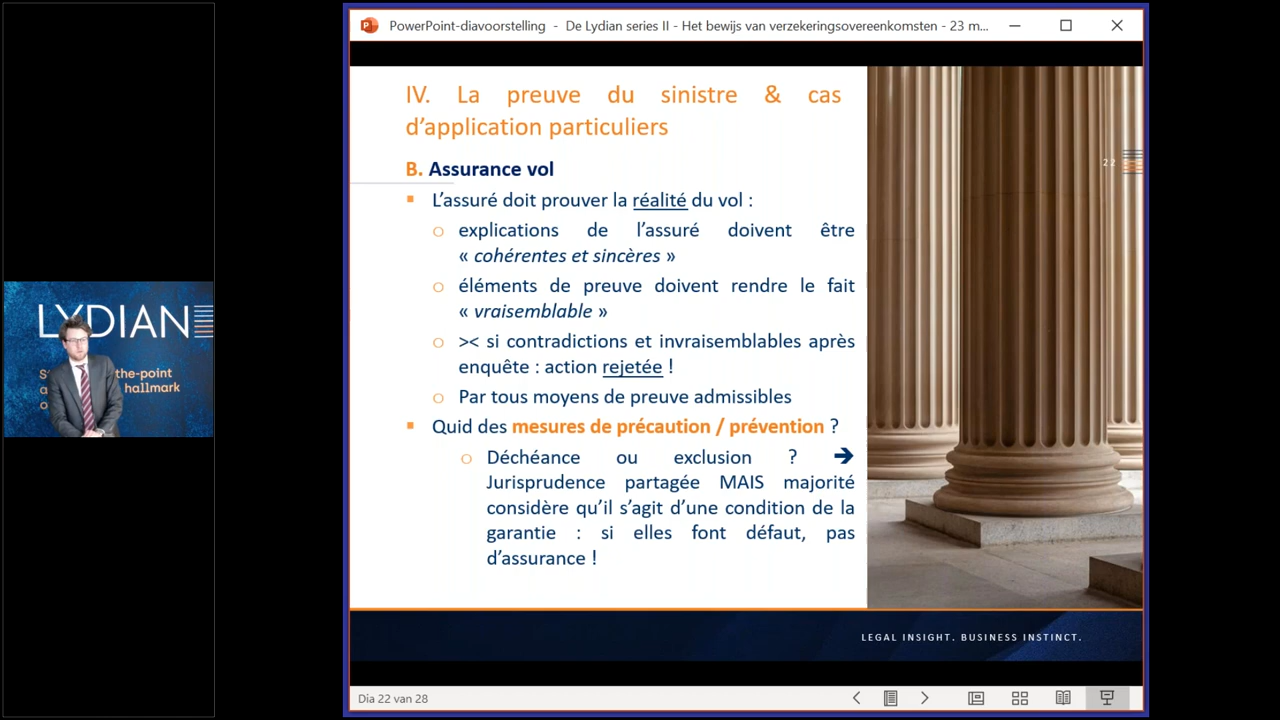 PowerPoint-diavoorstelling - De Lydian series II - Het bewijs van verzekeringsovereenkomsten - 23 m...
IV. La preuve du sinistre & cas
d’application particuliers
B. Assurance vol
22
L’assuré doit prouver la réalité du vol :
explications de l’assuré doivent être
« cohérentes et sincères »
éléments de preuve doivent rendre le fait
« vraisemblable »
>< si contradictions et invraisemblables après
enquête : action rejetée !
Par tous moyens de preuve admissibles
Quid des mesures de précaution / prévention ?
Déchéance ou exclusion ? ➔
Jurisprudence partagée MAIS majorité
considère qu’il s’agit d’une condition de la
garantie : si elles font défaut, pas
d’assurance !
LEGAL INSIGHT. BUSINESS INSTINCT.
Dia 22 van 28
LYDIAN
the-point
hallmark